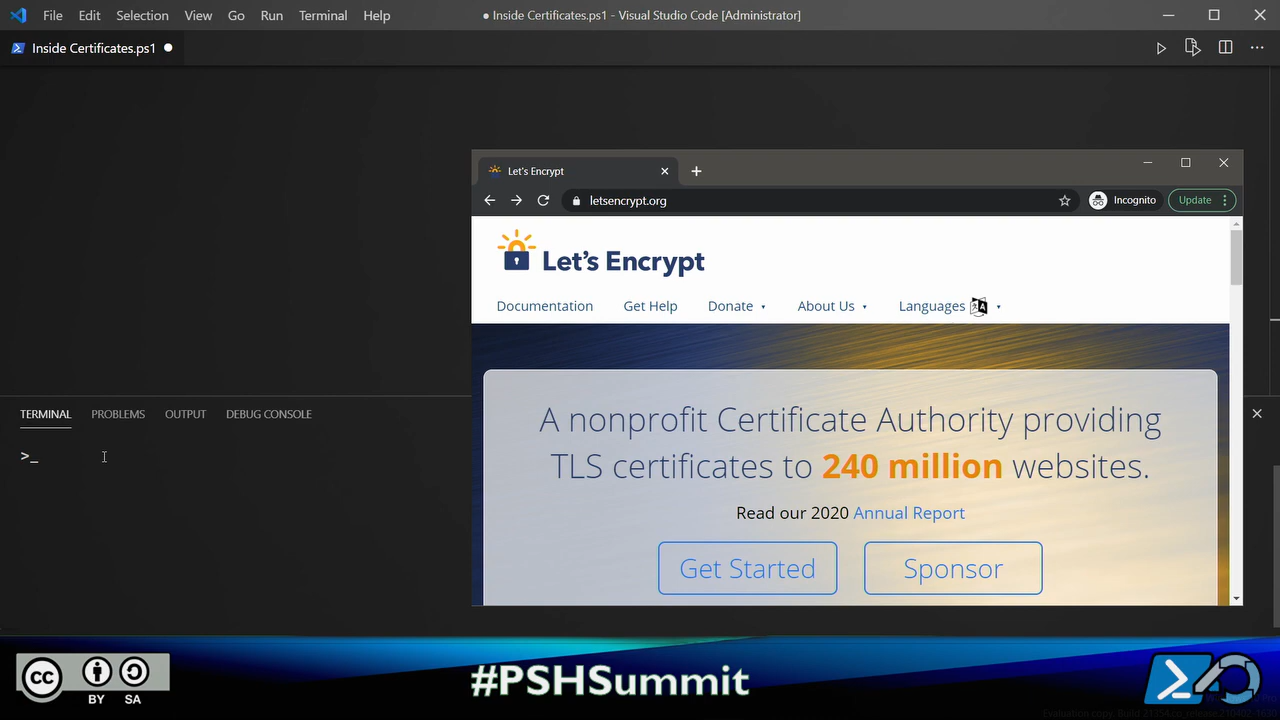 File Edit Selection View Go Run Terminal Help
● Inside Certificates.ps1 - Visual Studio Code [Administrator]
Inside Certificates.ps1
Let's Encrypt
letsencrypt.org
Incognito
Update
Let's Encrypt
Documentation Get Help Donate About Us Languages
A nonprofit Certificate Authority providing
TLS certificates to 240 million websites.
Read our 2020 Annual Report
Get Started Sponsor
TERMINAL PROBLEMS OUTPUT DEBUG CONSOLE
>_
cc
BY SA
#PSHSummit